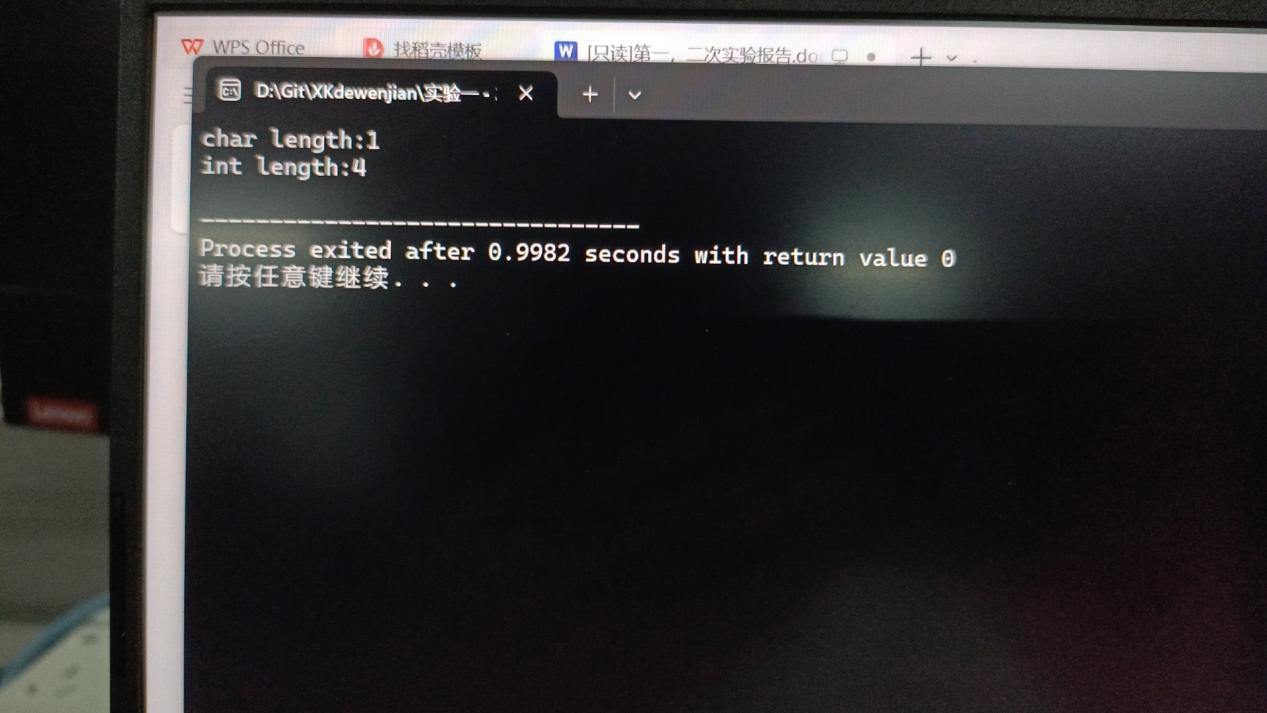 WPS Office
找稻壳模板
W [只读]第一，二次实验报告.do
D:\Git\XKdewenjian\实验一
char length:1
int length:4
--------------------------------
Process exited after 0.9982 seconds with return value 0
请按任意键继续. . .
Lenovo